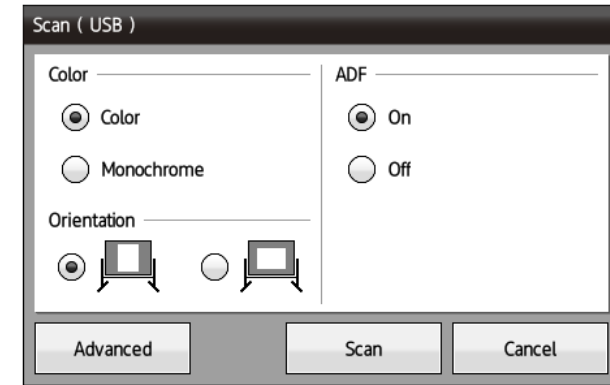 Scan ( USB )
Color
Color
Monochrome
Orientation
ADF
On
Off
Advanced
Scan
Cancel